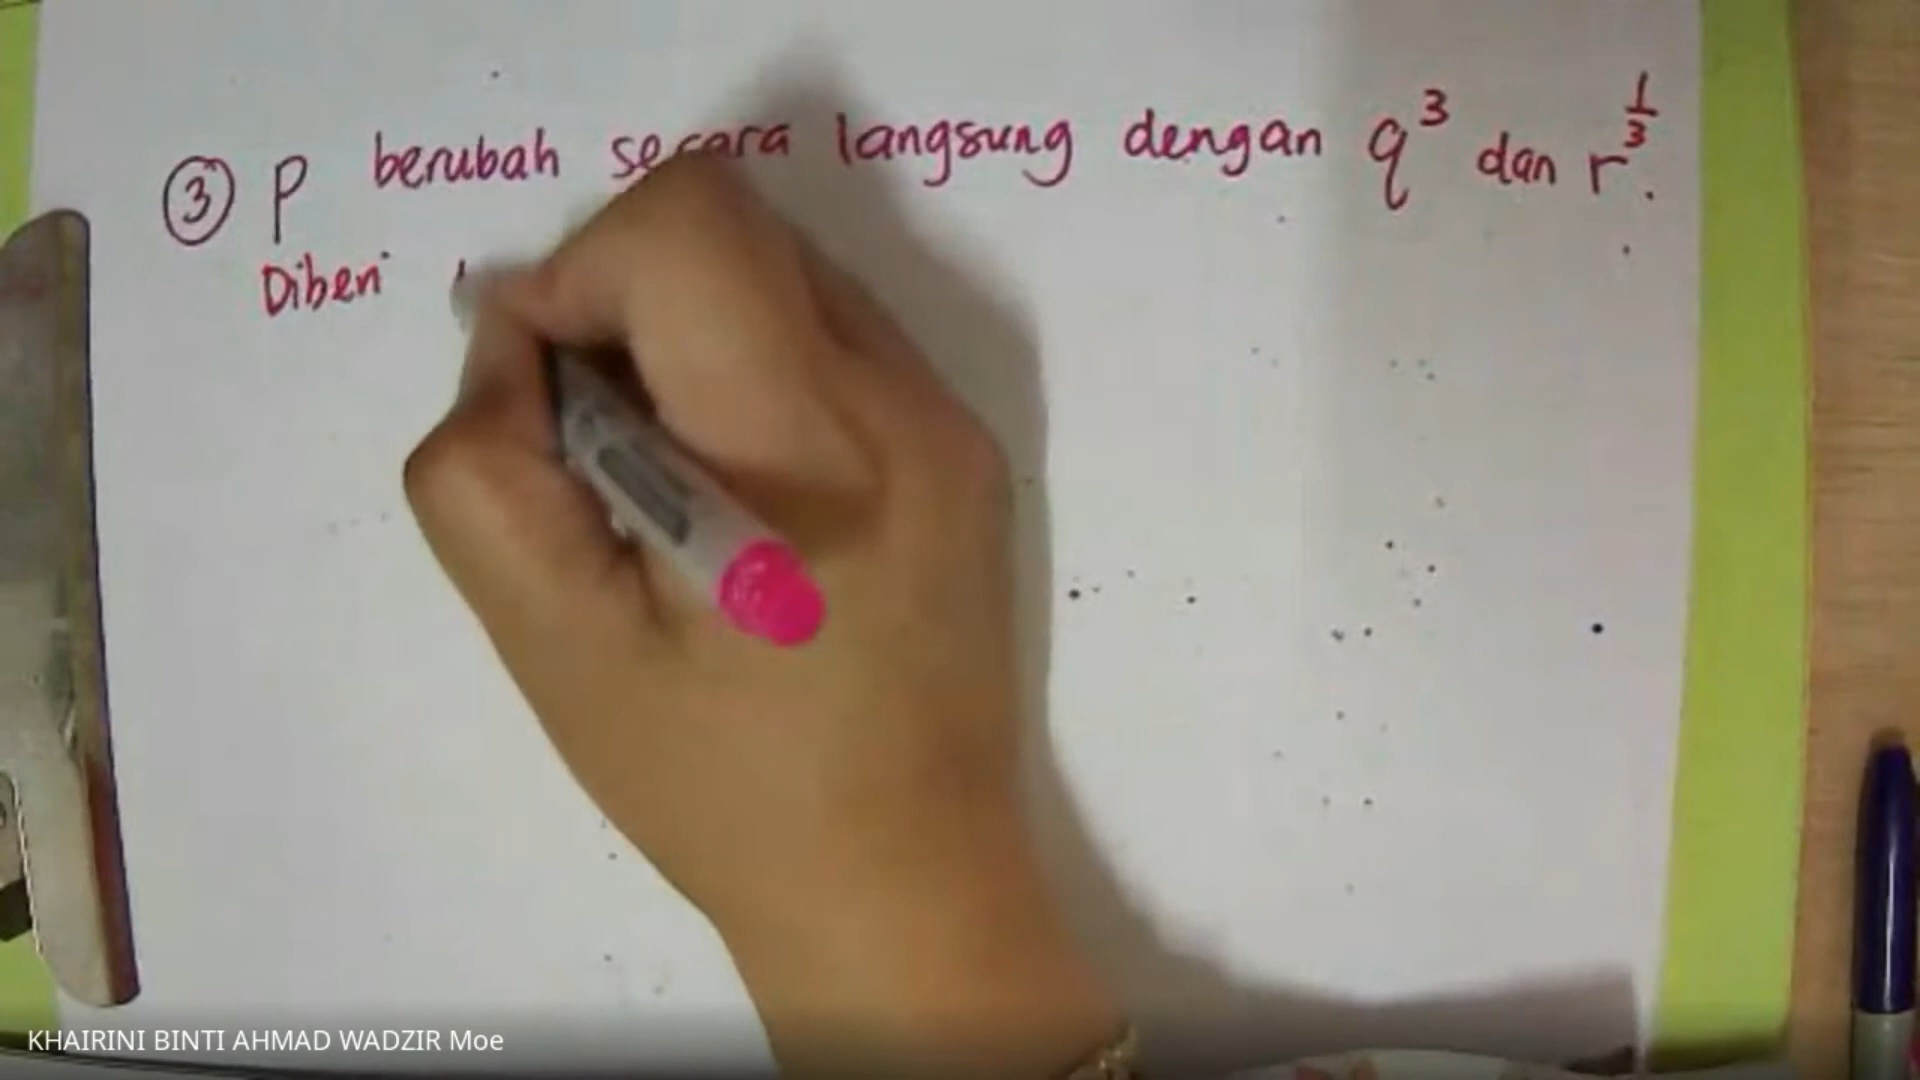 ③ p berubah secara langsung dengan q³ dan r^(1/3).
Diberi
KHAIRINI BINTI AHMAD WADZIR Moe